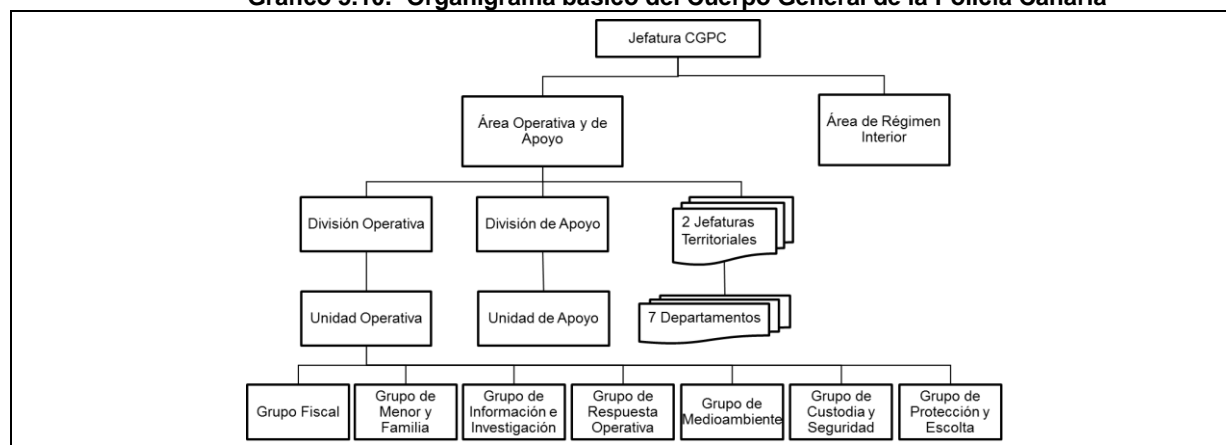 Gráfico 3.10. Organigrama básico del Cuerpo General de la Policía Canaria
Jefatura CGPC
Área Operativa y de
Apoyo
Área de Régimen
Interior
División Operativa
División de Apoyo
2 Jefaturas
Territoriales
Unidad Operativa
Unidad de Apoyo
7 Departamentos
Grupo Fiscal
Grupo de
Menor y
Familia
Grupo de
Información e
Investigación
Grupo de
Respuesta
Operativa
Grupo de
Medioambiente
Grupo de
Custodia y
Seguridad
Grupo de
Protección y
Escolta